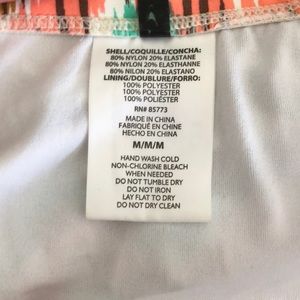 SHELL/COQUILLE/CONCHA:
80% NYLON 20% ELASTANE
80% NYLON 20% ELASTHANNE
80% NILON 20% ELASTANO
LINING/DOUBLURE/FORRO:
100% POLYESTER
100% POLYESTER
100% POLIÉSTER
RN# 85773
MADE IN CHINA
FABRIQUÉ EN CHINE
HECHO EN CHINA
M/M/M
HAND WASH COLD
NON-CHLORINE BLEACH
WHEN NEEDED
DO NOT TUMBLE DRY
DO NOT IRON
LAY FLAT TO DRY
DO NOT DRY CLEAN